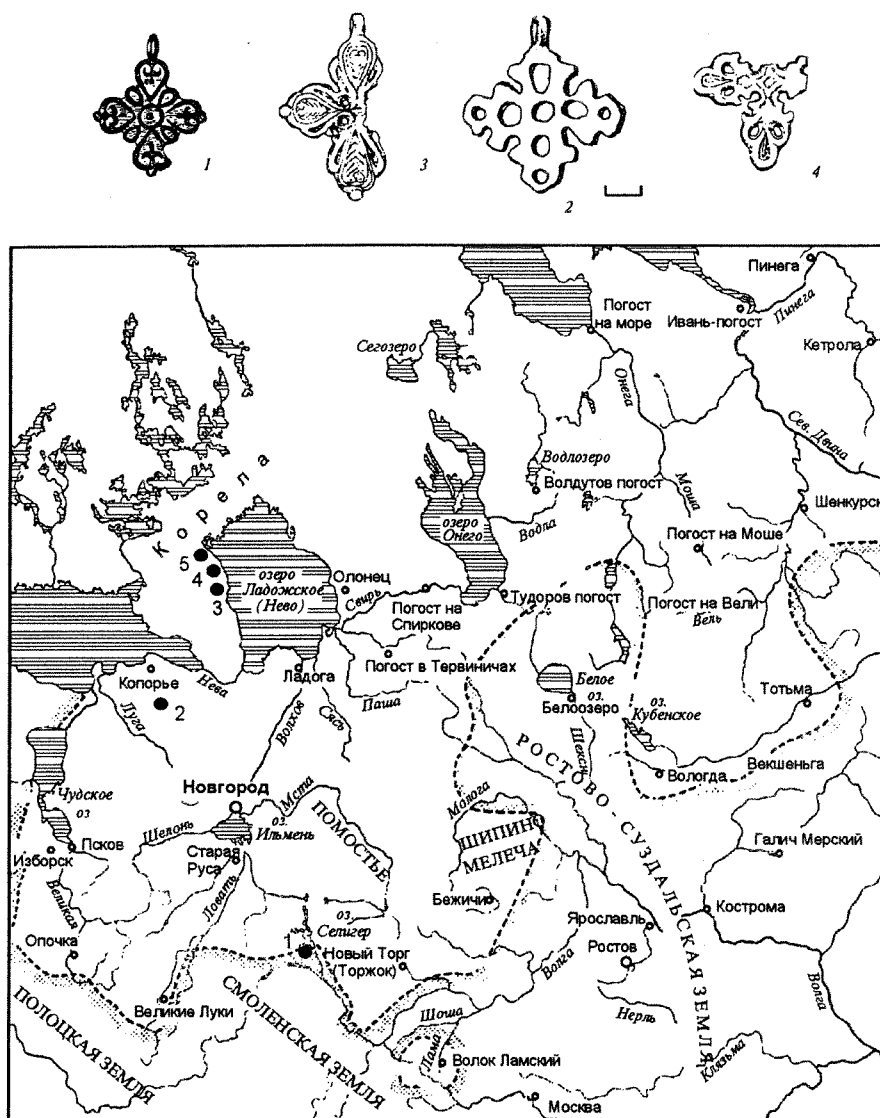 1
3
2
4
Пинега
Погост
на море
Ивань-погост
Пинега
Кетрола
Сегозеро
Онега
Сев. Двина
Корела
Водлозеро
Волдутов погост
Моша
Шенкурск
озеро
Онего
Водла
Погост на Моше
5
4
3
озеро
Ладожское
(Нево)
Олонец
Свирь
Погост на
Спиркове
Тудоров погост
Погост на Вели
Вель
Копорье
Нева
Ладога
Погост в Тервиничах
Паша
Белое
оз.
Белоозеро
оз.
Кубенское
Тотьма
2
Луга
Волхов
Сясь
Шексн
Вологда
Векшеньга
РОСТОВО-СУЗДАЛЬСКАЯ ЗЕМЛЯ
Чудское
оз
Новгород
Мста
оз.
Ильмень
ПОМОСТЬЕ
Молога
ШИПИНО
МЕЛЕЧА
Галич Мерский
Изборск
Псков
Шелонь
Старая
Руса
Ловать
Великая
Бежичи
Кострома
оз.
Селигер
1
Новый Торг
(Торжок)
Ярославль
Ростов
Опочка
Волга
Волга
Великие Луки
Шоша
Нерль
ПОЛОЦКАЯ ЗЕМЛЯ
СМОЛЕНСКАЯ ЗЕМЛЯ
Лама
Волок Ламский
Клязьма
Москва